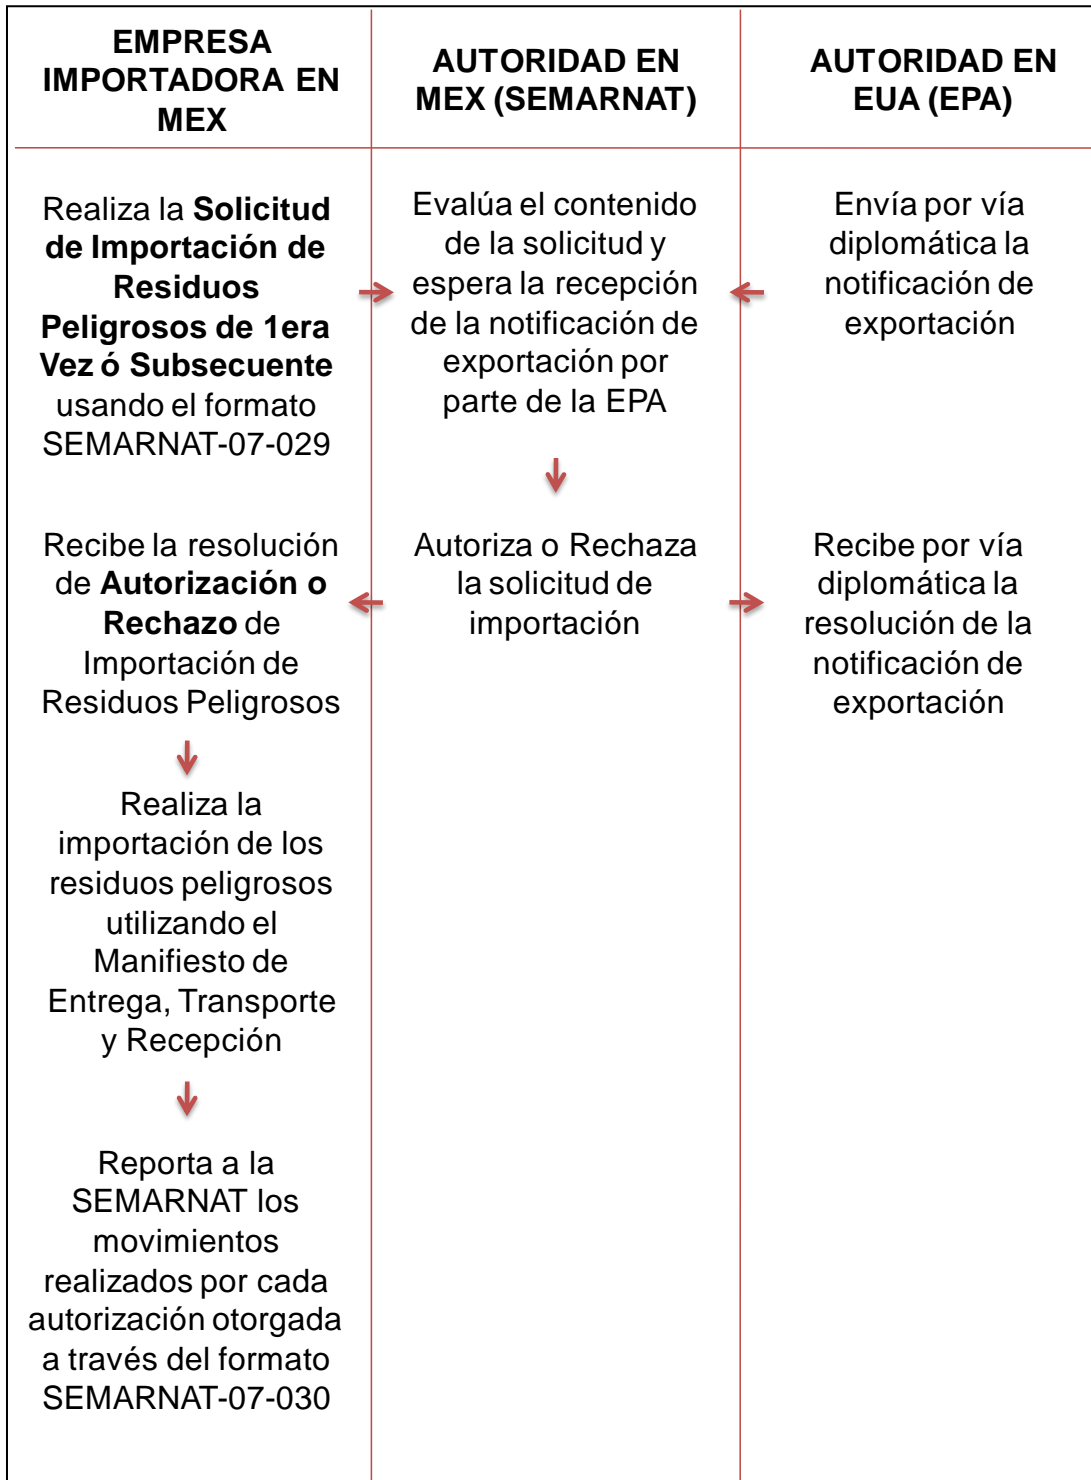 EMPRESA
IMPORTADORA EN
MEX
AUTORIDAD EN
MEX (SEMARNAT)
AUTORIDAD EN
EUA (EPA)
Realiza la Solicitud
de Importación de
Residuos
Peligrosos de 1era
Vez ó Subsecuente
usando el formato
SEMARNAT-07-029
Evalúa el contenido
de la solicitud y
espera la recepción
de la notificación de
exportación por
parte de la EPA
Envía por vía
diplomática la
notificación de
exportación
Recibe la resolución
de Autorización o
Rechazo de
Importación de
Residuos Peligrosos
Autoriza o Rechaza
la solicitud de
importación
Recibe por vía
diplomática la
resolución de la
notificación de
exportación
Realiza la
importación de los
residuos peligrosos
utilizando el
Manifiesto de
Entrega, Transporte
y Recepción
Reporta a la
SEMARNAT los
movimientos
realizados por cada
autorización otorgada
a través del formato
SEMARNAT-07-030